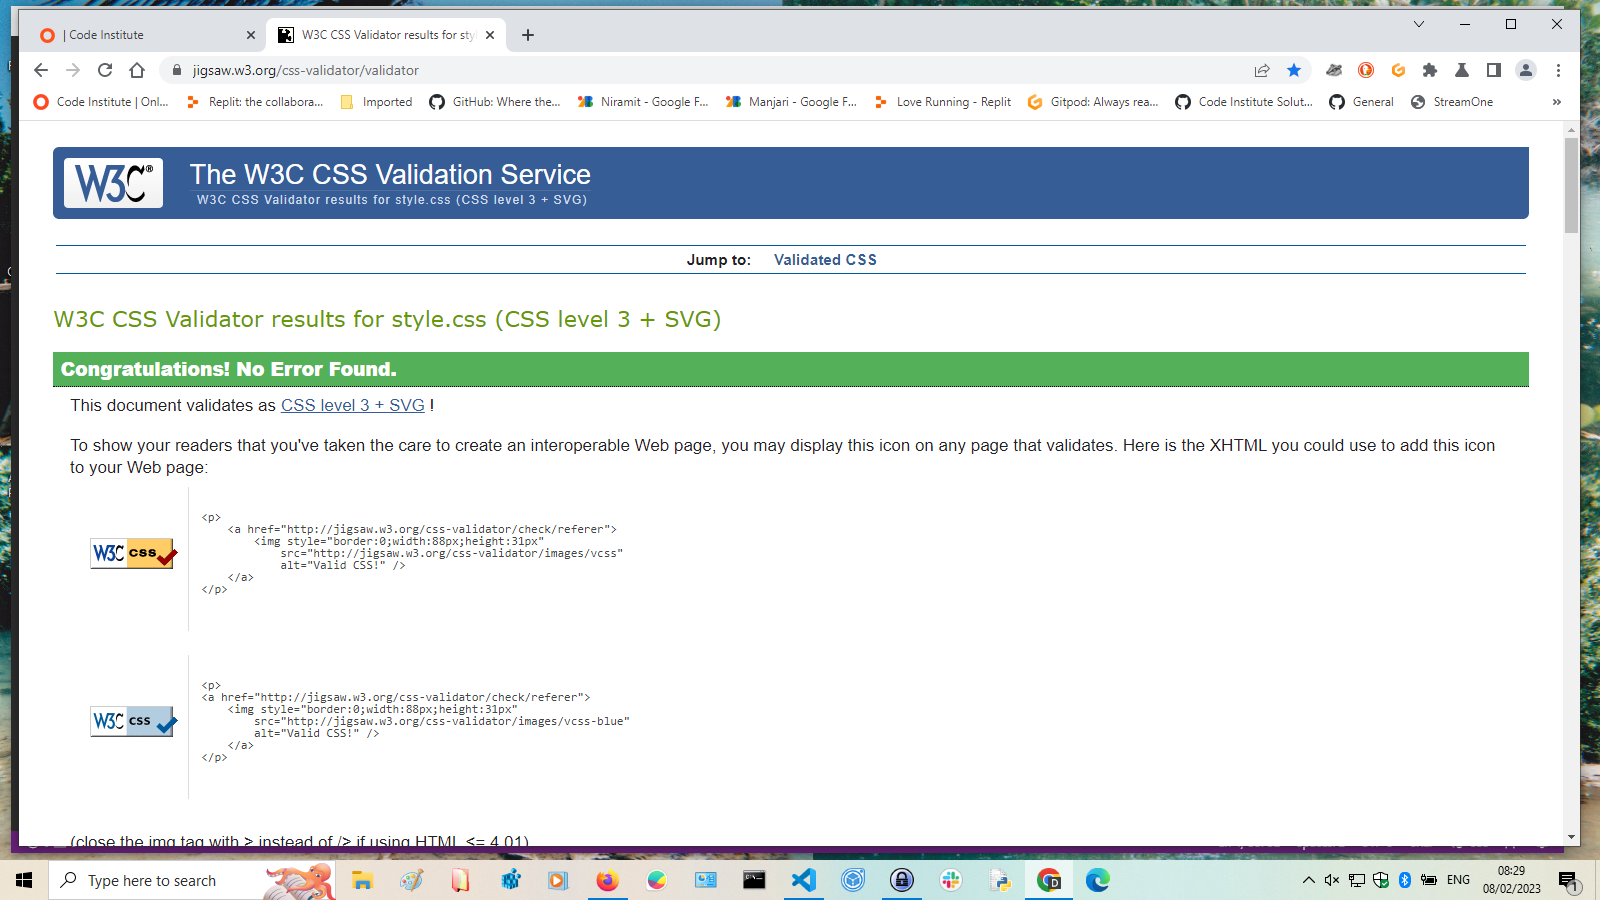 | Code Institute
W3C CSS Validator results for sty
jigsaw.w3.org/css-validator/validator
Code Institute | Onl...
Replit: the collabora...
Imported
GitHub: Where the...
Niramit - Google F...
Manjari - Google F...
Love Running - Replit
Gitpod: Always rea...
Code Institute Solut...
General
StreamOne
»
W3C®
The W3C CSS Validation Service
W3C CSS Validator results for style.css (CSS level 3 + SVG)
Jump to: Validated CSS
W3C CSS Validator results for style.css (CSS level 3 + SVG)
Congratulations! No Error Found.
This document validates as CSS level 3 + SVG !
To show your readers that you've taken the care to create an interoperable Web page, you may display this icon on any page that validates. Here is the XHTML you could use to add this icon
to your Web page:
W3C css
<p>
<a href="http://jigsaw.w3.org/css-validator/check/referer">
<img style="border:0;width:88px;height:31px"
src="http://jigsaw.w3.org/css-validator/images/vcss"
alt="Valid CSS!" />
</a>
</p>
W3C css
<p>
<a href="http://jigsaw.w3.org/css-validator/check/referer">
<img style="border:0;width:88px;height:31px"
src="http://jigsaw.w3.org/css-validator/images/vcss-blue"
alt="Valid CSS!" />
</a>
</p>
(close the img tag with > instead of /> if using HTML <= 4.01)
Type here to search
ENG
08:29
08/02/2023
1